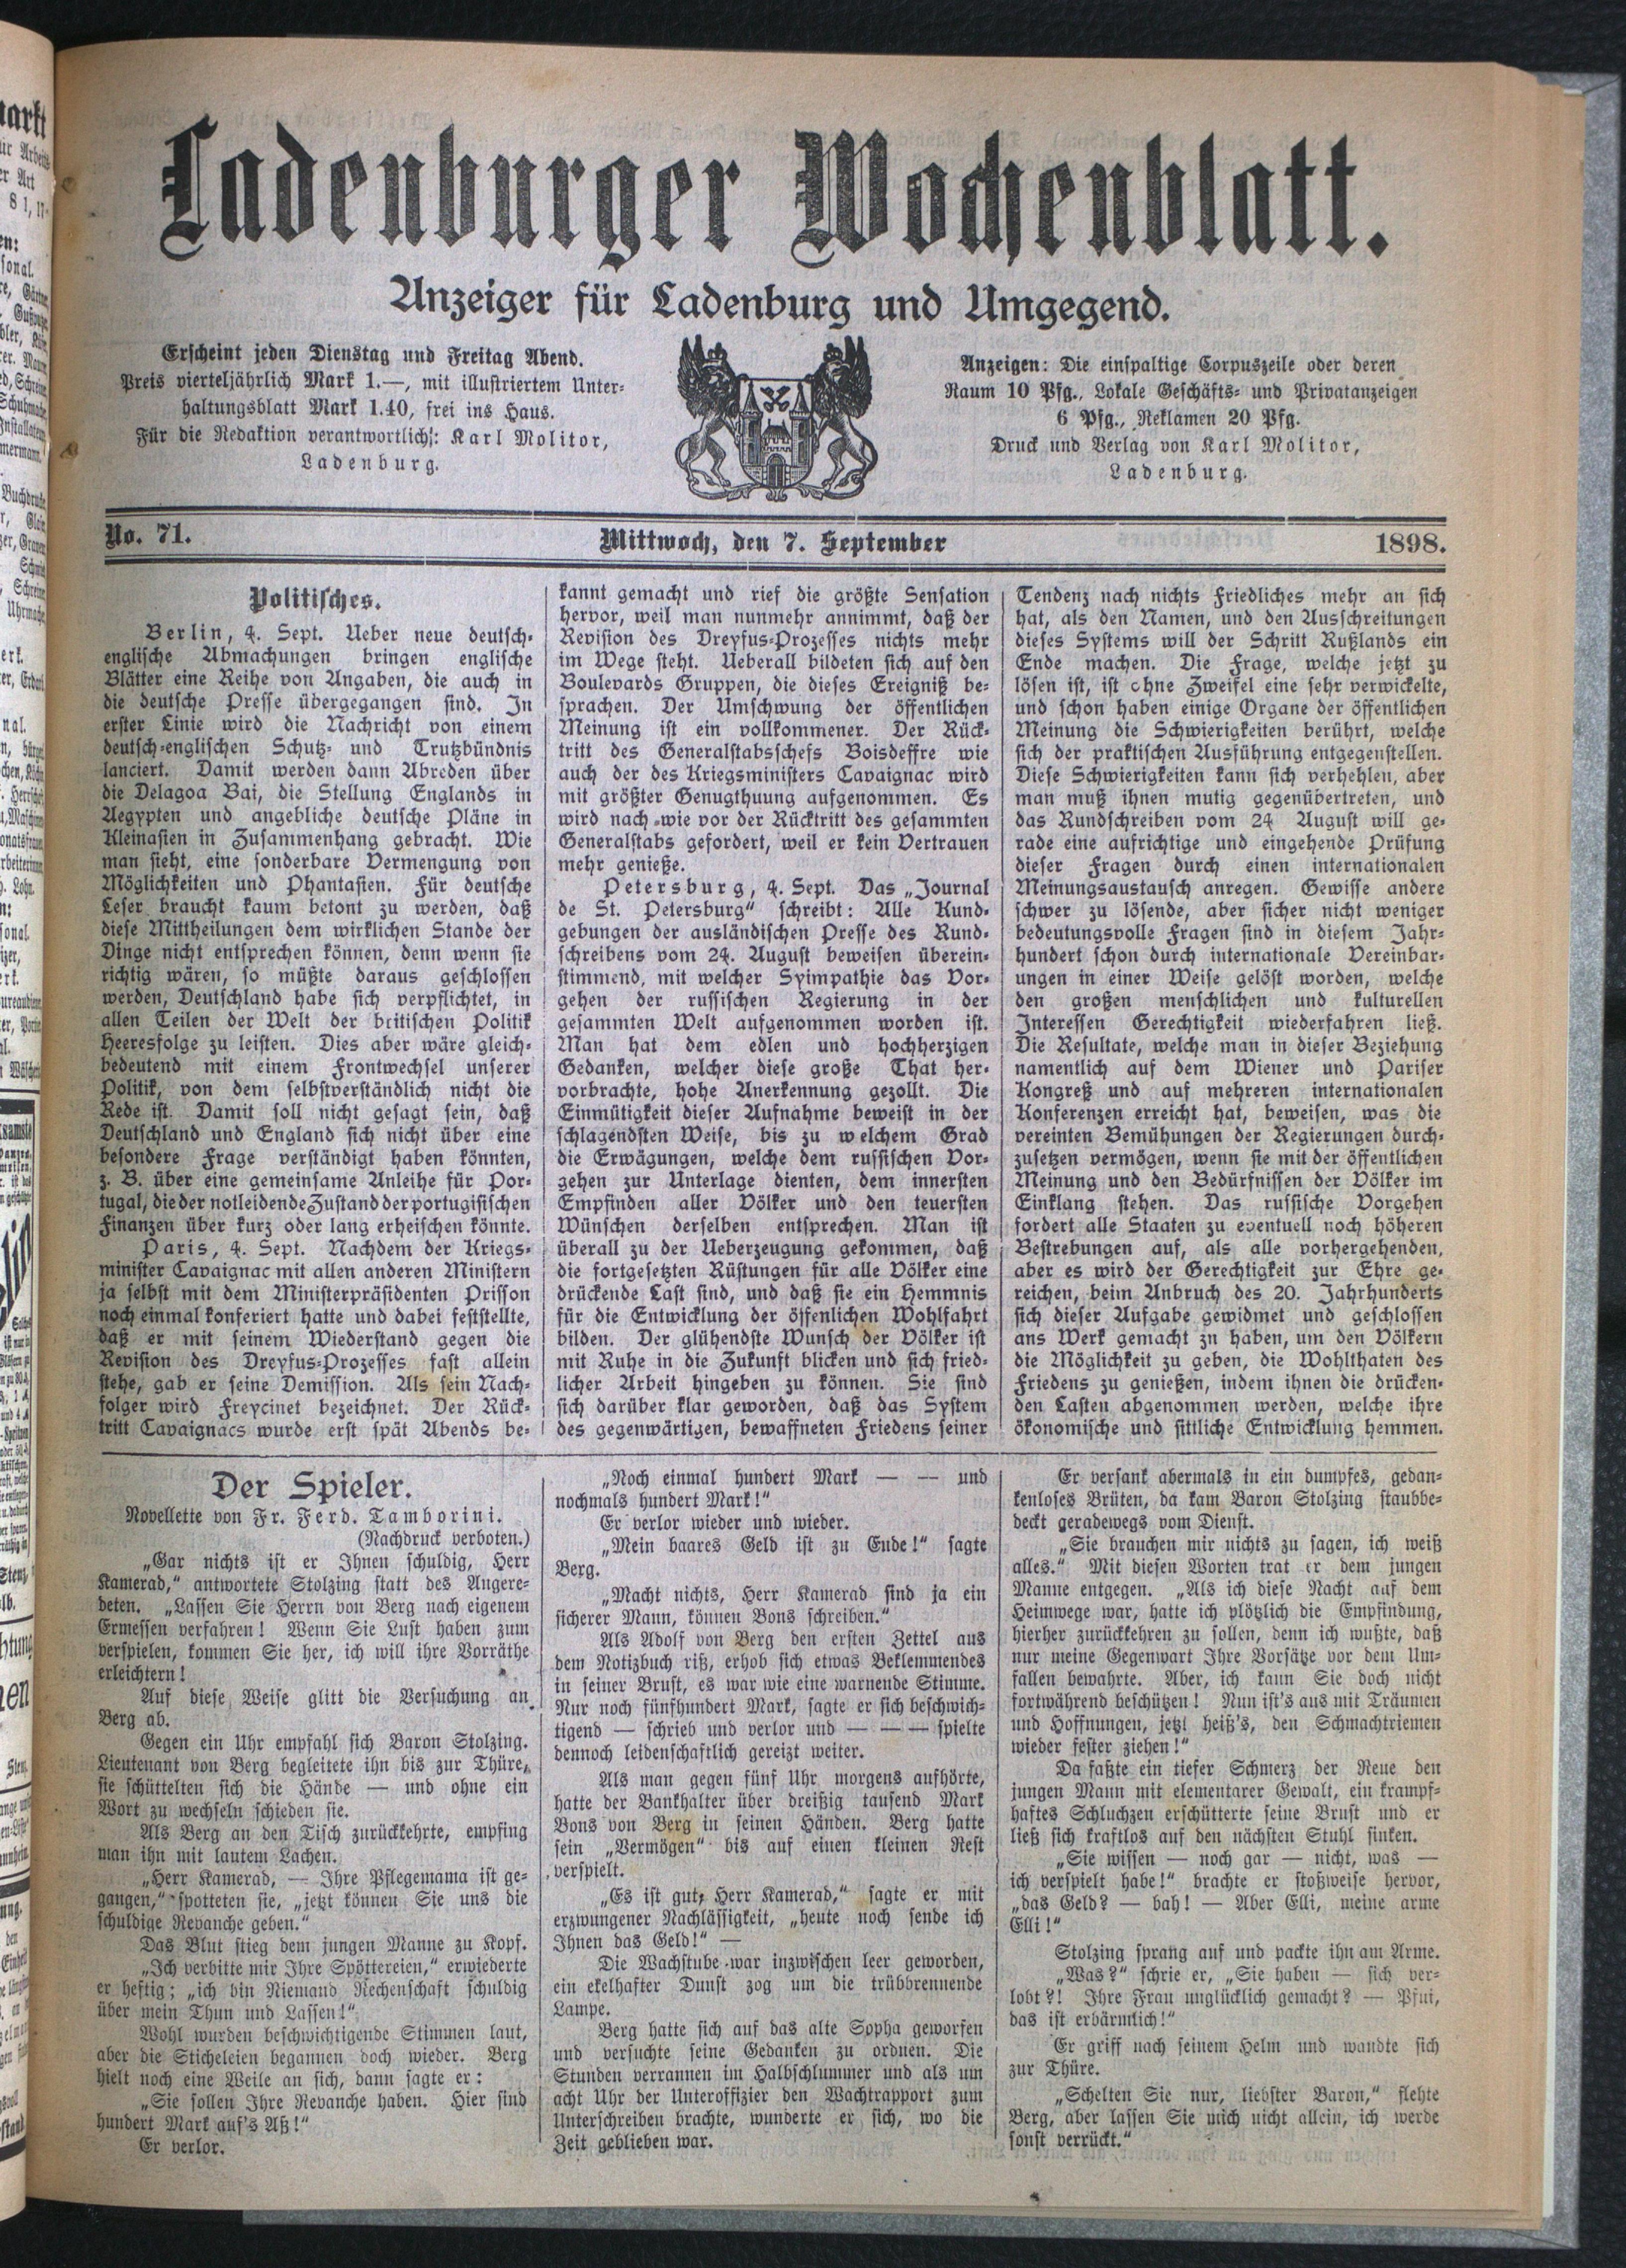 Ladenburger Wochenblatt.
Anzeiger für Ladenburg und Umgegend.
Erscheint jeden Dienstag und Freitag Abend.
Preis vierteljährlich Mark 1.—, mit illustriertem Unter-
haltungsblatt Mark 1.40, frei ins Haus.
Für die Redaktion verantwortlich: Karl Molitor,
Ladenburg.
Anzeigen: Die einspaltige Corpuszeile oder deren
Raum 10 Pfg., Lokale Geschäfts- und Privatanzeigen
6 Pfg., Reklamen 20 Pfg.
Druck und Verlag von Karl Molitor,
Ladenburg.
No. 71.
Mittwoch, den 7. September
1898.
Politisches.
Berlin, 4. Sept. Ueber neue deutsch-
englische Abmachungen bringen englische
Blätter eine Reihe von Angaben, die auch in
die deutsche Presse übergegangen sind. In
erster Linie wird die Nachricht von einem
deutsch-englischen Schutz- und Trutzbündnis
lanciert. Damit werden dann Abreden über
die Delagoa Bai, die Stellung Englands in
Aegypten und angebliche deutsche Pläne in
Kleinasien in Zusammenhang gebracht. Wie
man sieht, eine sonderbare Vermengung von
Möglichkeiten und Phantasien. Für deutsche
Leser braucht kaum betont zu werden, daß
diese Mittheilungen dem wirklichen Stande der
Dinge nicht entsprechen können, denn wenn sie
richtig wären, so müßte daraus geschlossen
werden, Deutschland habe sich verpflichtet, in
allen Teilen der Welt der britischen Politik
Heeresfolge zu leisten. Dies aber wäre gleich-
bedeutend mit einem Frontwechsel unserer
Politik, von dem selbstverständlich nicht die
Rede ist. Damit soll nicht gesagt sein, daß
Deutschland und England sich nicht über eine
besondere Frage verständigt haben könnten,
z. B. über eine gemeinsame Anleihe für Por-
tugal, die der notleidende Zustand der portugisischen
Finanzen über kurz oder lang erheischen könnte.
Paris, 4. Sept. Nachdem der Kriegs-
minister Cavaignac mit allen anderen Ministern
ja selbst mit dem Ministerpräsidenten Prisson
noch einmal konferiert hatte und dabei feststellte,
daß er mit seinem Wiederstand gegen die
Revision des Dreyfus-Prozesses fast allein
stehe, gab er seine Demission. Als sein Nach-
folger wird Freycinet bezeichnet. Der Rück-
tritt Cavaignacs wurde erst spät Abends be-
kannt gemacht und rief die größte Sensation
hervor, weil man nunmehr annimmt, daß der
Revision des Dreyfus-Prozesses nichts mehr
im Wege steht. Ueberall bildeten sich auf den
Boulevards Gruppen, die dieses Ereigniß be-
sprachen. Der Umschwung der öffentlichen
Meinung ist ein vollkommener. Der Rück-
tritt des Generalstabschefs Boisdeffre wie
auch der des Kriegsministers Cavaignac wird
mit größter Genugthuung aufgenommen. Es
wird nach wie vor der Rücktritt des gesammten
Generalstabs gefordert, weil er kein Vertrauen
mehr genieße.
Petersburg, 4. Sept. Das „Journal
de St. Petersburg“ schreibt: Alle Kund-
gebungen der ausländischen Presse des Rund-
schreibens vom 24. August beweisen überein-
stimmend, mit welcher Syimpathie das Vor-
gehen der russischen Regierung in der
gesammten Welt aufgenommen worden ist.
Man hat dem edlen und hochherzigen
Gedanken, welcher diese große That her-
vorbrachte, hohe Anerkennung gezollt. Die
Einmütigkeit dieser Aufnahme beweist in der
schlagendsten Weise, bis zu welchem Grad
die Erwägungen, welche dem russischen Vor-
gehen zur Unterlage dienten, dem innersten
Empfinden aller Völker und den teuersten
Wünschen derselben entsprechen. Man ist
überall zu der Ueberzeugung gekommen, daß
die fortgesetzten Rüstungen für alle Völker eine
drückende Last sind, und daß sie ein Hemmnis
für die Entwicklung der öffenlichen Wohlfahrt
bilden. Der glühendste Wunsch der Völker ist
mit Ruhe in die Zukunft blicken und sich fried-
licher Arbeit hingeben zu können. Sie sind
sich darüber klar geworden, daß das System
des gegenwärtigen, bewaffneten Friedens seiner
Tendenz nach nichts Friedliches mehr an sich
hat, als den Namen, und den Ausschreitungen
dieses Systems will der Schritt Rußlands ein
Ende machen. Die Frage, welche jetzt zu
lösen ist, ist ohne Zweifel eine sehr verwickelte,
und schon haben einige Organe der öffentlichen
Meinung die Schwierigkeiten berührt, welche
sich der praktischen Ausführung entgegenstellen.
Diese Schwierigkeiten kann sich verhehlen, aber
man muß ihnen mutig gegenübertreten, und
das Rundschreiben vom 24 August will ge-
rade eine aufrichtige und eingehende Prüfung
dieser Fragen durch einen internationalen
Meinungsaustausch anregen. Gewisse andere
schwer zu lösende, aber sicher nicht weniger
bedeutungsvolle Fragen sind in diesem Jahr-
hundert schon durch internationale Vereinbar-
ungen in einer Weise gelöst worden, welche
den großen menschlichen und kulturellen
Interessen Gerechtigkeit wiederfahren ließ.
Die Resultate, welche man in dieser Beziehung
namentlich auf dem Wiener und Pariser
Kongreß und auf mehreren internationalen
Konferenzen erreicht hat, beweisen, was die
vereinten Bemühungen der Regierungen durch-
zusetzen vermögen, wenn sie mit der öffentlichen
Meinung und den Bedürfnissen der Völker im
Einklang stehen. Das russische Vorgehen
fordert alle Staaten zu eventuell noch höheren
Bestrebungen auf, als alle vorhergehenden,
aber es wird der Gerechtigkeit zur Ehre ge-
reichen, beim Anbruch des 20. Jahrhunderts
sich dieser Aufgabe gewidmet und geschlossen
ans Werk gemacht zu haben, um den Völkern
die Möglichkeit zu geben, die Wohlthaten des
Friedens zu genießen, indem ihnen die drücken-
den Lasten abgenommen werden, welche ihre
ökonomische und sittliche Entwicklung hemmen.
Der Spieler.
Novellette von Fr. Ferd. Tamborini.
(Nachdruck verboten.)
„Gar nichts ist er Ihnen schuldig, Herr
Kamerad,“ antwortete Stolzing statt des Angere-
deten. „Lassen Sie Herrn von Berg nach eigenem
Ermessen verfahren! Wenn Sie Lust haben zum
verspielen, kommen Sie her, ich will ihre Vorräthe
erleichtern!
Auf diese Weise glitt die Versuchung an
Berg ab.
Gegen ein Uhr empfahl sich Baron Stolzing.
Lieutenant von Berg begleitete ihn bis zur Thüre,
sie schüttelten sich die Hände — und ohne ein
Wort zu wechseln schieden sie.
Als Berg an den Tisch zurückkehrte, empfing
man ihn mit lautem Lachen.
„Herr Kamerad, — Ihre Pflegemama ist ge-
gangen,“ spotteten sie, „jetzt können Sie uns die
schuldige Revanche geben.“
Das Blut stieg dem jungen Manne zu Kopf.
„Ich verbitte mir Ihre Spöttereien,“ erwiederte
er heftig; „ich bin Niemand Rechenschaft schuldig
über mein Thun und Lassen!“
Wohl wurden beschwichtigende Stimmen laut,
aber die Sticheleien begannen doch wieder. Berg
hielt noch eine Weile an sich, dann sagte er:
„Sie sollen Ihre Revanche haben. Hier sind
hundert Mark auf's Aß!“
Er verlor.
„Noch einmal hundert Mark — — und
nochmals hundert Mark!“
Er verlor wieder und wieder.
„Mein baares Geld ist zu Ende!“ sagte
Berg.
„Macht nichts, Herr Kamerad sind ja ein
sicherer Mann, können Bons schreiben.“
Als Adolf von Berg den ersten Zettel aus
dem Notizbuch riß, erhob sich etwas Beklemmendes
in seiner Brust, es war wie eine warnende Stimme.
Nur noch fünfhundert Mark, sagte er sich beschwich-
tigend — schrieb und verlor und — — — spielte
dennoch leidenschaftlich gereizt weiter.
Als man gegen fünf Uhr morgens aufhörte,
hatte der Bankhalter über dreißig tausend Mark
Bons von Berg in seinen Händen. Berg hatte
sein „Vermögen“ bis auf einen kleinen Rest
verspielt.
„Es ist gut, Herr Kamerad,“ sagte er mit
erzwungener Nachlässigkeit, „heute noch sende ich
Ihnen das Geld!“ —
Die Wachstube war inzwischen leer geworden,
ein ekelhafter Dunst zog um die trübbrennende
Lampe.
Berg hatte sich auf das alte Sopha geworfen
und versuchte seine Gedanken zu ordnen. Die
Stunden verrannen im Halbschlummer und als um
acht Uhr der Unteroffizier den Wachtrapport zum
Unterschreiben brachte, wunderte er sich, wo die
Zeit geblieben war.
Er versank abermals in ein dumpfes, gedan-
kenloses Brüten, da kam Baron Stolzing staubbe-
deckt geradewegs vom Dienst.
„Sie brauchen mir nichts zu sagen, ich weiß
alles.“ Mit diesen Worten trat er dem jungen
Manne entgegen. „Als ich diese Nacht auf dem
Heimwege war, hatte ich plötzlich die Empfindung,
hierher zurückkehren zu sollen, denn ich wußte, daß
nur meine Gegenwart Ihre Vorsätze vor dem Um-
fallen bewahrte. Aber, ich kann Sie doch nicht
fortwährend beschützen! Nun ist's aus mit Träumen
und Hoffnungen, jetzt heiß's, den Schmachtriemen
wieder fester ziehen!“
Da faßte ein tiefer Schmerz der Reue den
jungen Mann mit elementarer Gewalt, ein krampf-
haftes Schluchzen erschütterte seine Brust und er
ließ sich kraftlos auf den nächsten Stuhl sinken.
„Sie wissen — noch gar — nicht, was —
ich verspielt habe!“ brachte er stoßweise hervor,
„das Geld? — bah! — Aber Elli, meine arme
Elli!“
Stolzing sprang auf und packte ihn am Arme.
„Was?“ schrie er, „Sie haben — sich ver-
lobt?! Ihre Frau unglücklich gemacht? — Pfui,
das ist erbärmlich!“
Er griff nach seinem Helm und wandte sich
zur Thüre.
„Schelten Sie nur, liebster Baron,“ flehte
Berg, aber lassen Sie mich nicht allein, ich werde
sonst verrückt.“